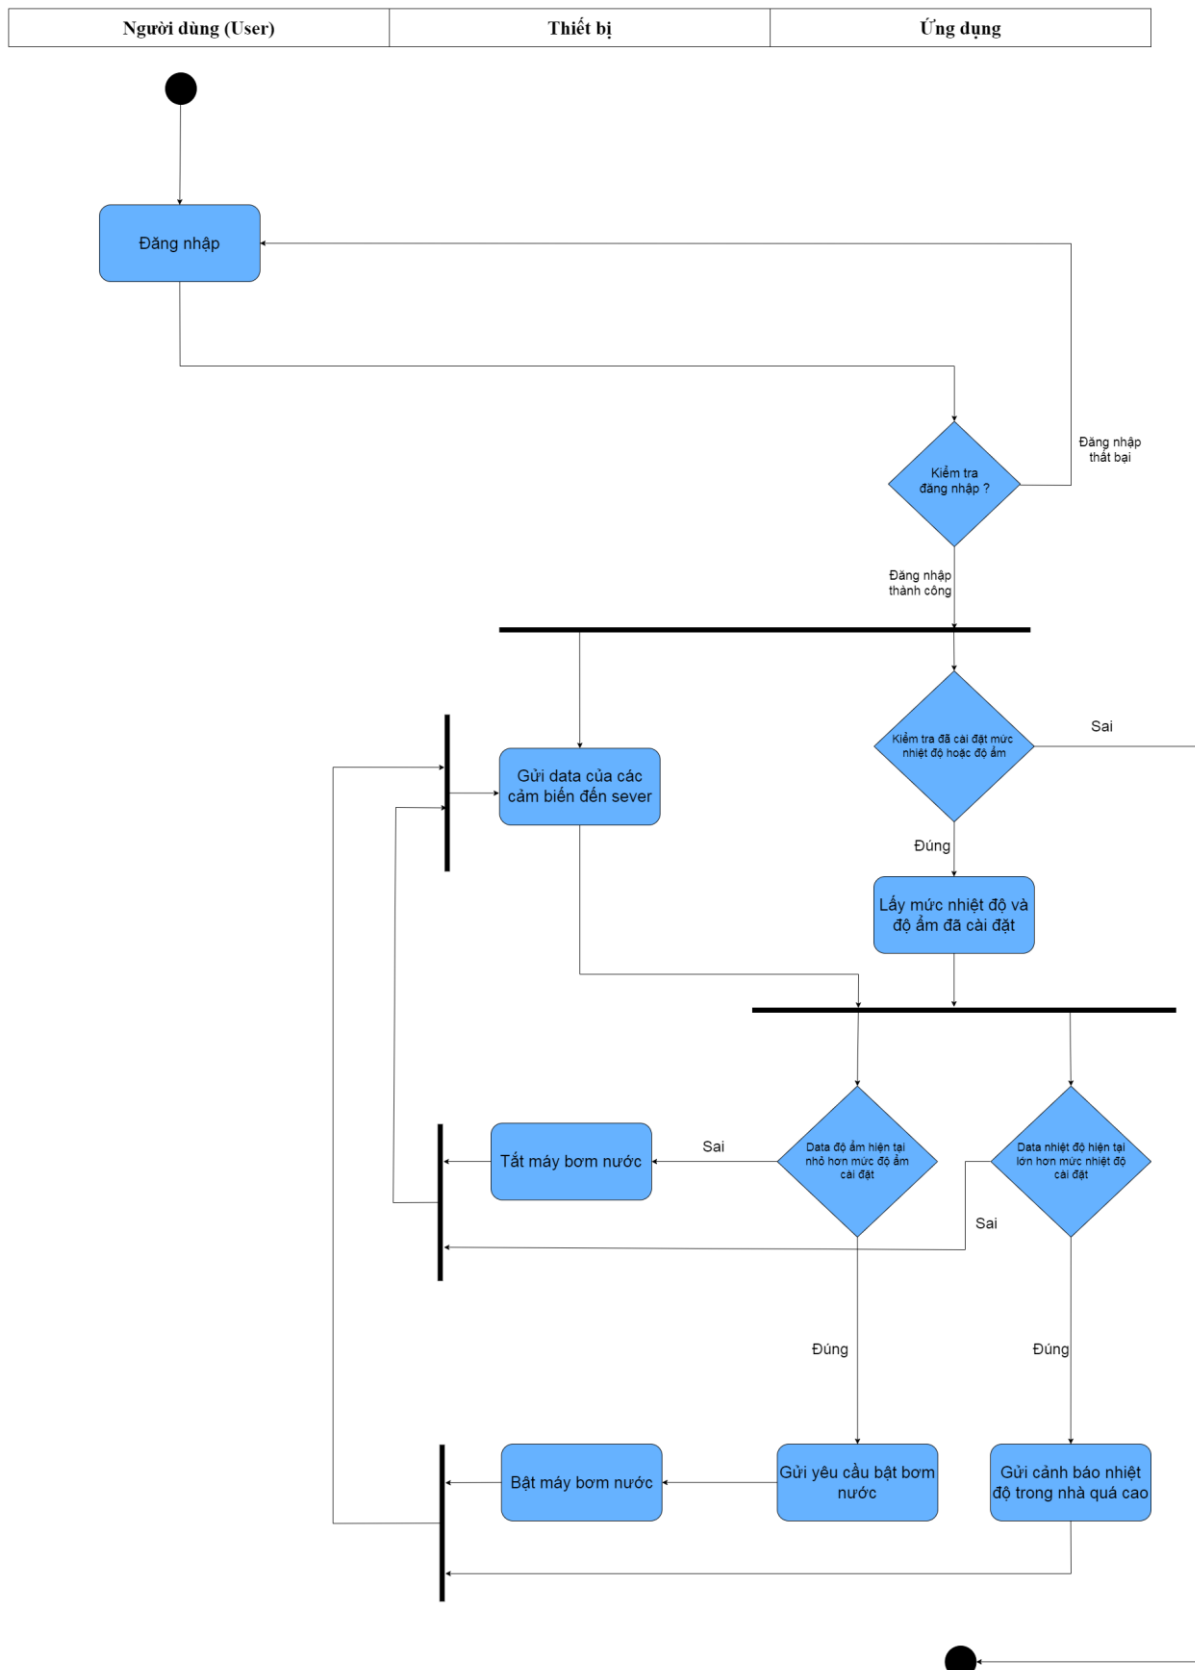 Người dùng (User)
Thiết bị
Ứng dụng
Đăng nhập
Đăng nhập
thất bại
Kiểm tra
đăng nhập ?
Đăng nhập
thành công
Kiểm tra đã cài đặt mức
nhiệt độ hoặc độ ẩm
Sai
Gửi data của các
cảm biến đến sever
Đúng
Lấy mức nhiệt độ và
độ ẩm đã cài đặt
Tắt máy bơm nước
Sai
Data độ ẩm hiện tại
nhỏ hơn mức độ ẩm
cài đặt
Data nhiệt độ hiện tại
lớn hơn mức nhiệt độ
cài đặt
Sai
Đúng
Đúng
Bật máy bơm nước
Gửi yêu cầu bật bơm
nước
Gửi cảnh báo nhiệt
độ trong nhà quá cao